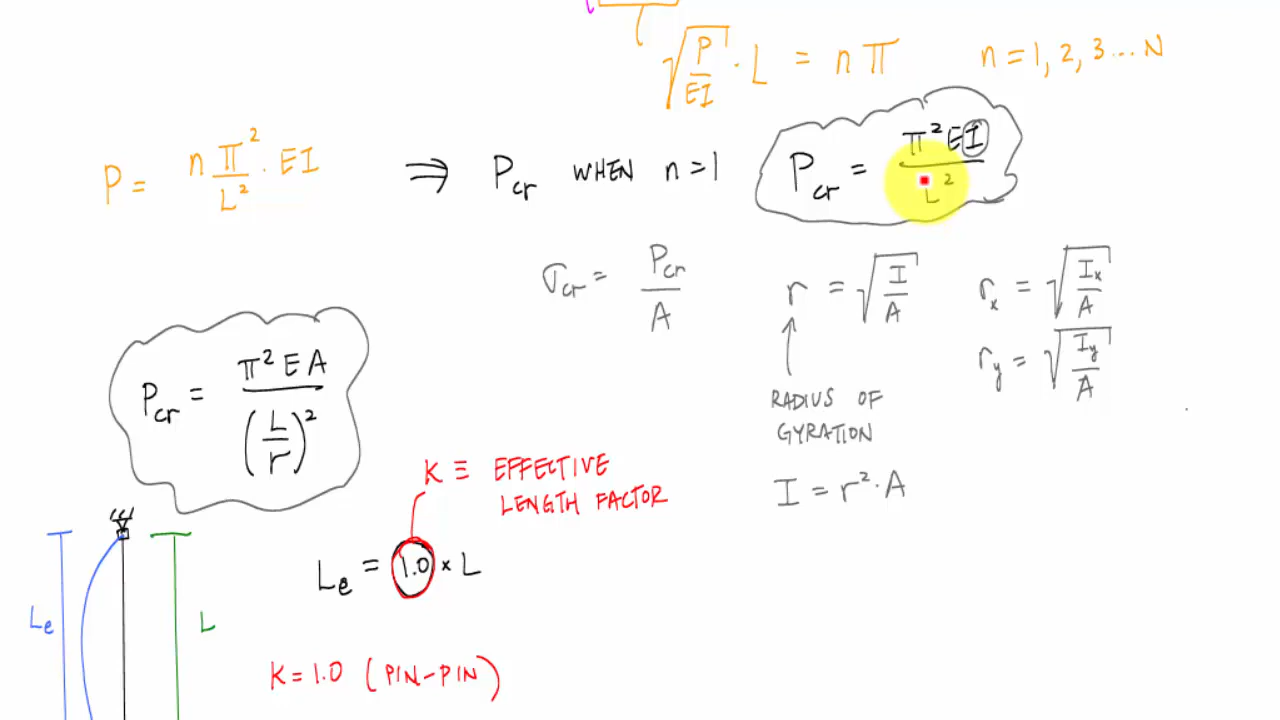 √(P/EI) · L = nπ n = 1, 2, 3 ... N
P = nπ²/L² · EI ⇒ Pcr WHEN n=1 Pcr = π²EI/L²
σcr = Pcr/A r = √(I/A) rx = √(Ix/A)
ry = √(Iy/A)
RADIUS OF
GYRATION
I = r² · A
Pcr = π²EA/(L/r)²
K ≡ EFFECTIVE
LENGTH FACTOR
Le = 1.0 × L
Le L
K = 1.0 (PIN-PIN)